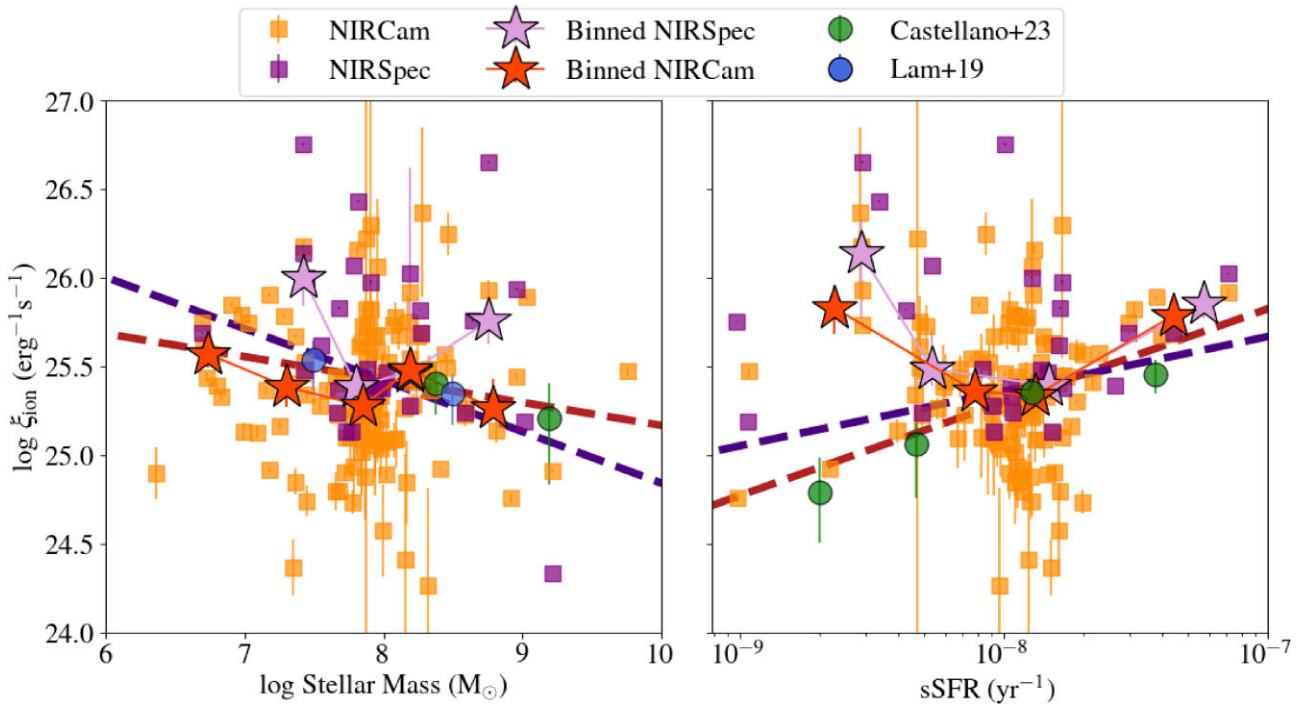 NIRCam
NIRSpec
Binned NIRSpec
Binned NIRCam
Castellano+23
Lam+19
log ξion (erg⁻¹s⁻¹)
27.0
26.5
26.0
25.5
25.0
24.5
24.0
6
7
8
9
10
log Stellar Mass (M⊙)
10⁻⁹
10⁻⁸
10⁻⁷
sSFR (yr⁻¹)